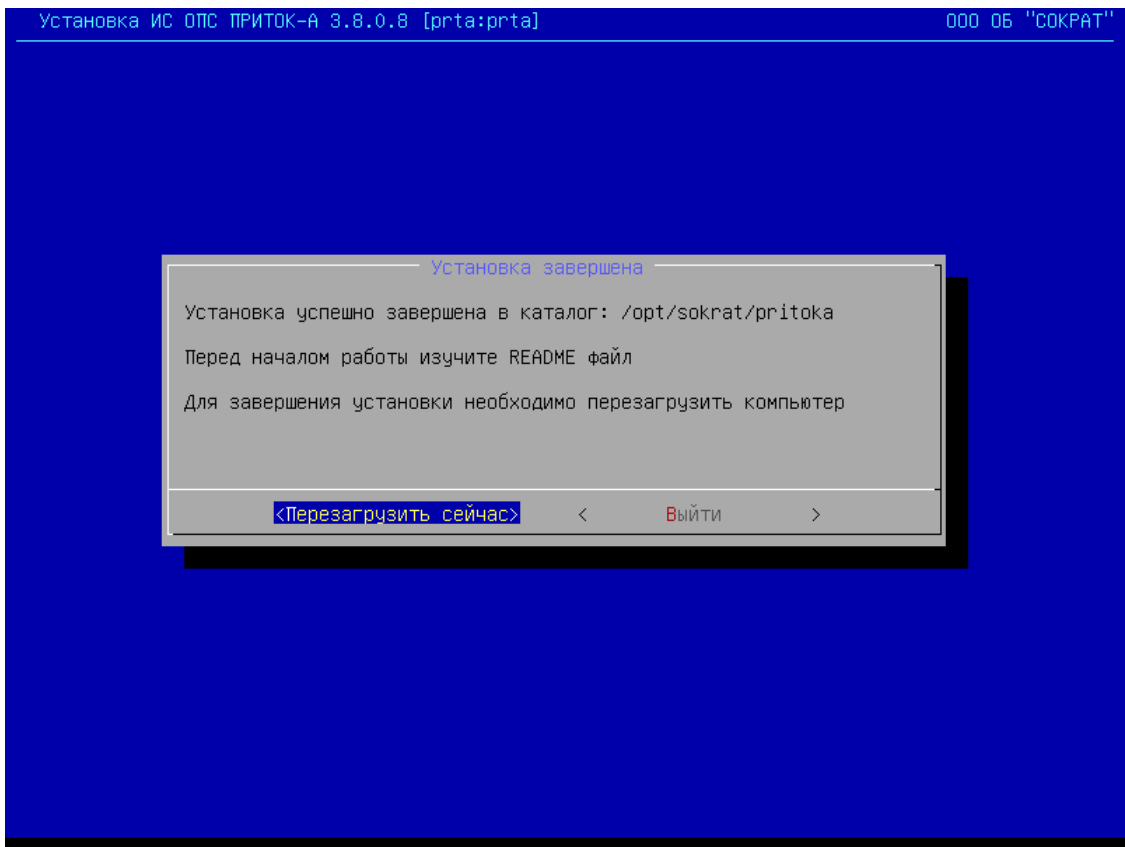 Установка ИС ОПС ПРИТОК-А 3.8.0.8 [prta:prta] ООО ОБ "СОКРАТ"
Установка завершена
Установка успешно завершена в каталог: /opt/sokrat/pritoka
Перед началом работы изучите README файл
Для завершения установки необходимо перезагрузить компьютер
<Перезагрузить сейчас> < Выйти >